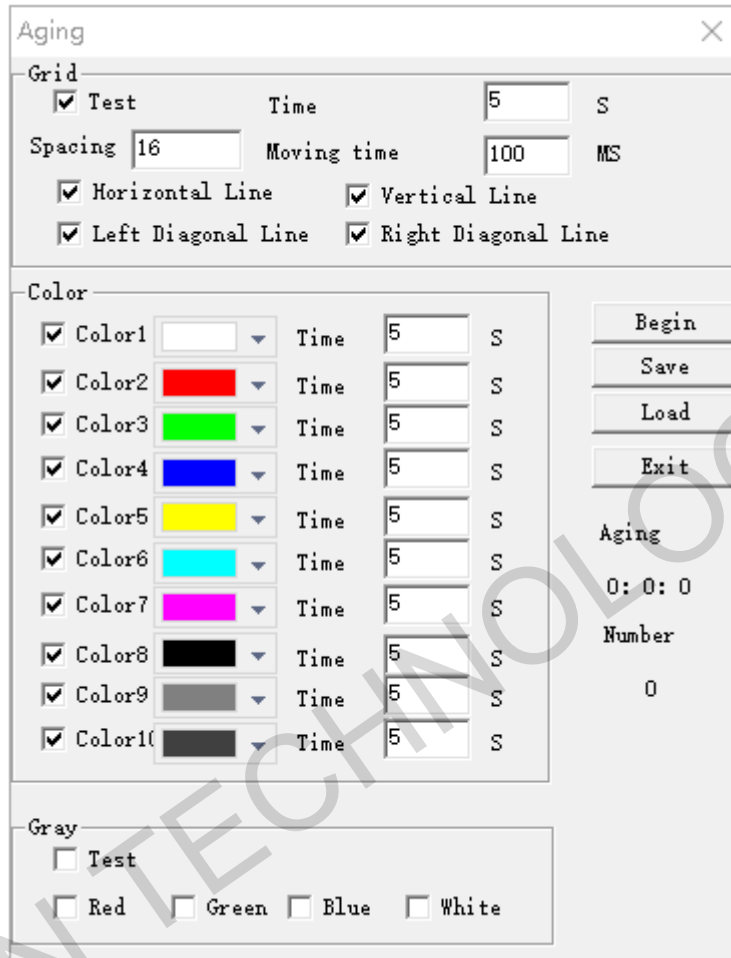 Aging
Grid
Test Time 5 S
Spacing 16 Moving time 100 MS
Horizontal Line Vertical Line
Left Diagonal Line Right Diagonal Line
Color
Color1 Time 5 S
Color2 Time 5 S
Color3 Time 5 S
Color4 Time 5 S
Color5 Time 5 S
Color6 Time 5 S
Color7 Time 5 S
Color8 Time 5 S
Color9 Time 5 S
Color10 Time 5 S
Begin
Save
Load
Exit
Aging
0: 0: 0
Number
0
Gray
Test
Red Green Blue White